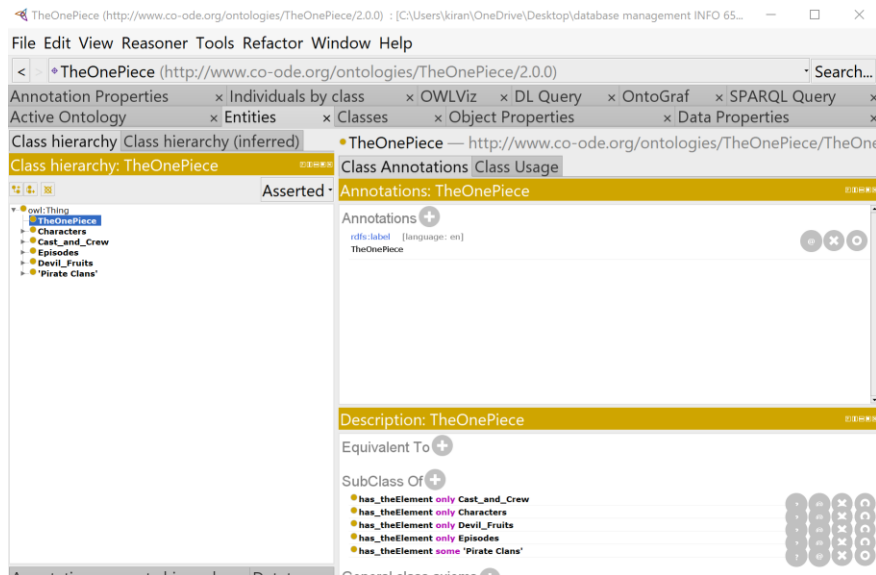 TheOnePiece (http://www.co-ode.org/ontologies/TheOnePiece/2.0.0) : [C:\Users\kiran\OneDrive\Desktop\database management INFO 65...
File Edit View Reasoner Tools Refactor Window Help
< > TheOnePiece (http://www.co-ode.org/ontologies/TheOnePiece/2.0.0) Search...
Annotation Properties × Individuals by class × OWLViz × DL Query × OntoGraf × SPARQL Query ×
Active Ontology × Entities × Classes × Object Properties × Data Properties ×
Class hierarchy Class hierarchy (inferred)
Class hierarchy: TheOnePiece
Asserted
owl:Thing
TheOnePiece
Characters
Cast_and_Crew
Episodes
Devil_Fruits
'Pirate Clans'
TheOnePiece — http://www.co-ode.org/ontologies/TheOnePiece/TheOne
Class Annotations Class Usage
Annotations: TheOnePiece
Annotations
rdfs:label [language: en]
TheOnePiece
Description: TheOnePiece
Equivalent To
SubClass Of
has_theElement only Cast_and_Crew
has_theElement only Characters
has_theElement only Devil_Fruits
has_theElement only Episodes
has_theElement some 'Pirate Clans'
General class axioms